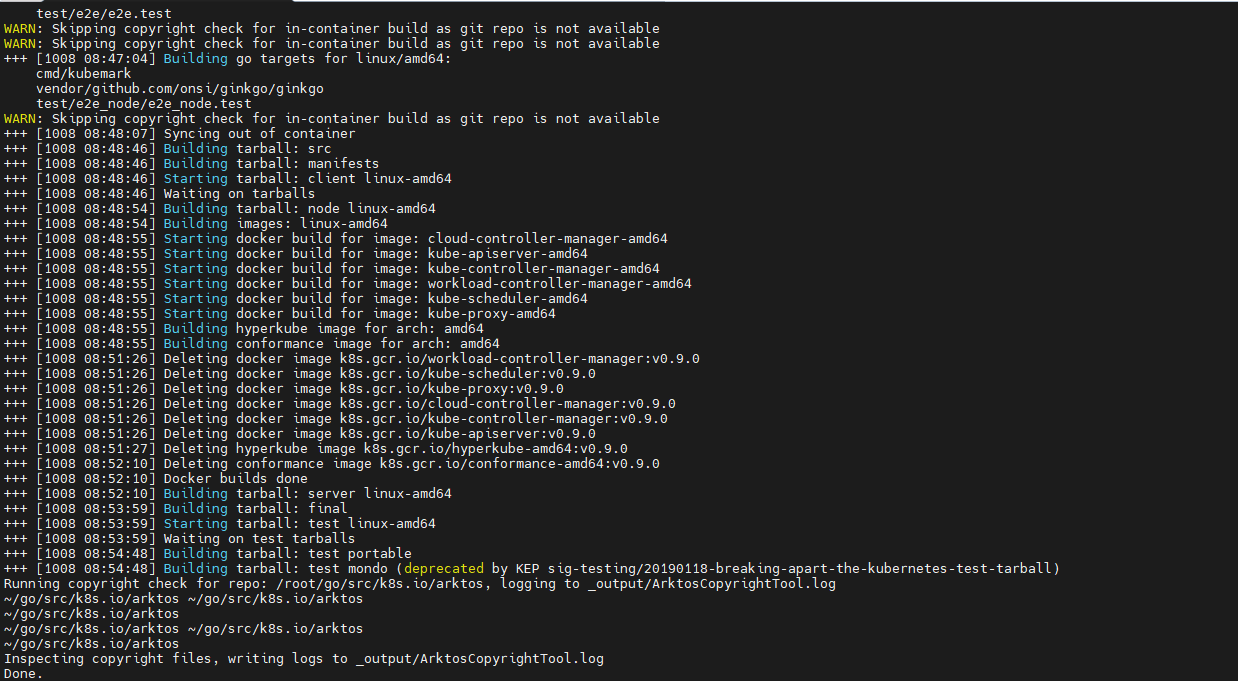 test/e2e/e2e.test
WARN: Skipping copyright check for in-container build as git repo is not available
WARN: Skipping copyright check for in-container build as git repo is not available
+++ [1008 08:47:04] Building go targets for linux/amd64:
cmd/kubemark
vendor/github.com/onsi/ginkgo/ginkgo
test/e2e_node/e2e_node.test
WARN: Skipping copyright check for in-container build as git repo is not available
+++ [1008 08:48:07] Syncing out of container
+++ [1008 08:48:46] Building tarball: src
+++ [1008 08:48:46] Building tarball: manifests
+++ [1008 08:48:46] Starting tarball: client linux-amd64
+++ [1008 08:48:46] Waiting on tarballs
+++ [1008 08:48:54] Building tarball: node linux-amd64
+++ [1008 08:48:54] Building images: linux-amd64
+++ [1008 08:48:55] Starting docker build for image: cloud-controller-manager-amd64
+++ [1008 08:48:55] Starting docker build for image: kube-apiserver-amd64
+++ [1008 08:48:55] Starting docker build for image: kube-controller-manager-amd64
+++ [1008 08:48:55] Starting docker build for image: workload-controller-manager-amd64
+++ [1008 08:48:55] Starting docker build for image: kube-scheduler-amd64
+++ [1008 08:48:55] Starting docker build for image: kube-proxy-amd64
+++ [1008 08:48:55] Building hyperkube image for arch: amd64
+++ [1008 08:48:55] Building conformance image for arch: amd64
+++ [1008 08:51:26] Deleting docker image k8s.gcr.io/workload-controller-manager:v0.9.0
+++ [1008 08:51:26] Deleting docker image k8s.gcr.io/kube-scheduler:v0.9.0
+++ [1008 08:51:26] Deleting docker image k8s.gcr.io/kube-proxy:v0.9.0
+++ [1008 08:51:26] Deleting docker image k8s.gcr.io/cloud-controller-manager:v0.9.0
+++ [1008 08:51:26] Deleting docker image k8s.gcr.io/kube-controller-manager:v0.9.0
+++ [1008 08:51:26] Deleting docker image k8s.gcr.io/kube-apiserver:v0.9.0
+++ [1008 08:51:27] Deleting hyperkube image k8s.gcr.io/hyperkube-amd64:v0.9.0
+++ [1008 08:52:10] Deleting conformance image k8s.gcr.io/conformance-amd64:v0.9.0
+++ [1008 08:52:10] Docker builds done
+++ [1008 08:52:10] Building tarball: server linux-amd64
+++ [1008 08:53:59] Building tarball: final
+++ [1008 08:53:59] Starting tarball: test linux-amd64
+++ [1008 08:53:59] Waiting on test tarballs
+++ [1008 08:54:48] Building tarball: test portable
+++ [1008 08:54:48] Building tarball: test mondo (deprecated by KEP sig-testing/20190118-breaking-apart-the-kubernetes-test-tarball)
Running copyright check for repo: /root/go/src/k8s.io/arktos, logging to _output/ArktosCopyrightTool.log
~/go/src/k8s.io/arktos ~/go/src/k8s.io/arktos
~/go/src/k8s.io/arktos
~/go/src/k8s.io/arktos ~/go/src/k8s.io/arktos
~/go/src/k8s.io/arktos
Inspecting copyright files, writing logs to _output/ArktosCopyrightTool.log
Done.